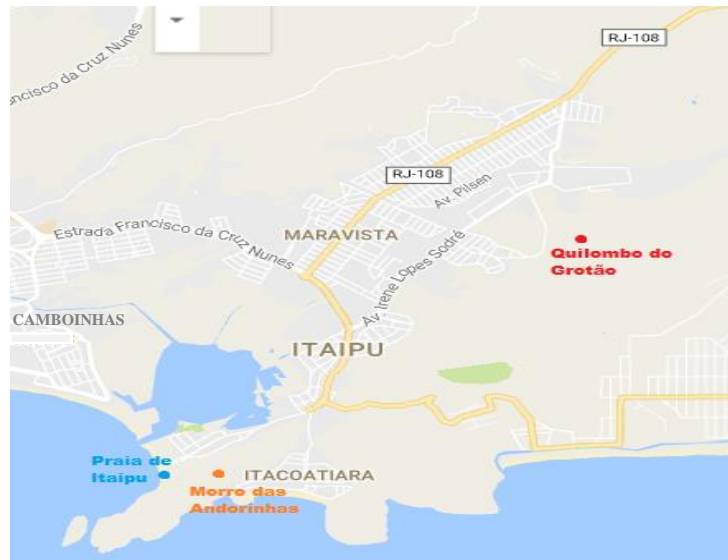 RJ-108
Francisco da Cruz Nunes
RJ-108
Av. Pilsen
Estrada Francisco da Cruz Nunes
MARAVISTA
Quilombo do
Grotão
Av. Irene Lopes Sodré
CAMBOINHAS
ITAIPU
Praia de
Itaipu
ITACOATIARA
Morro das
Andorinhas